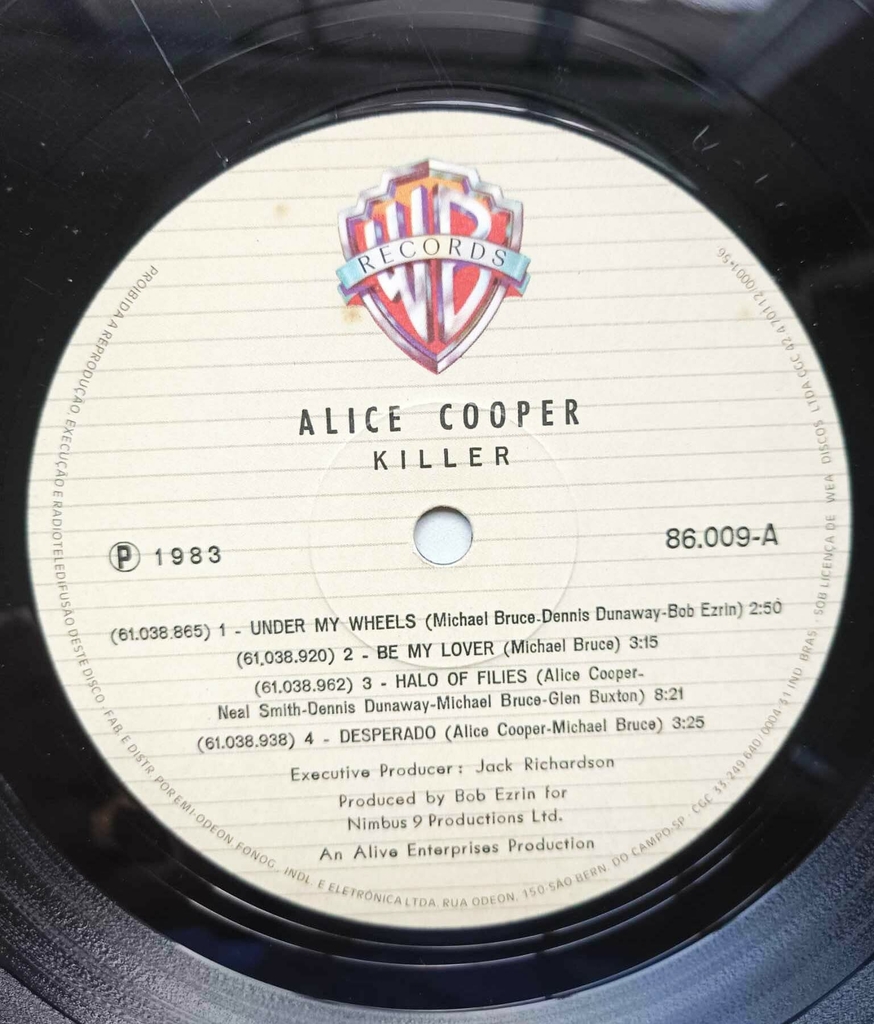 WB
RECORDS
ALICE COOPER
KILLER
Ⓟ 1983
86.009-A
(61.038.865) 1 - UNDER MY WHEELS (Michael Bruce-Dennis Dunaway-Bob Ezrin) 2:50
(61.038.920) 2 - BE MY LOVER (Michael Bruce) 3:15
(61.038.962) 3 - HALO OF FILIES (Alice Cooper-
Neal Smith-Dennis Dunaway-Michael Bruce-Glen Buxton) 8:21
(61.038.938) 4 - DESPERADO (Alice Cooper-Michael Bruce) 3:25
Executive Producer: Jack Richardson
Produced by Bob Ezrin for
Nimbus 9 Productions Ltd.
An Alive Enterprises Production
PROIBIDA A REPRODUÇÃO, EXECUÇÃO E RADIOTELEDIFUSÃO DESTE DISCO · FAB. E DISTR. POR EMI-ODEON FONOG., INDL. E ELETRÔNICA LTDA. RUA ODEON, 150-SÃO BERN. DO CAMPO-SP · CGC 33.249.640/0004-31 IND. BRAS. · SOB LICENÇA DE WEA DISCOS LTDA. CGC 42.470112/0001-56